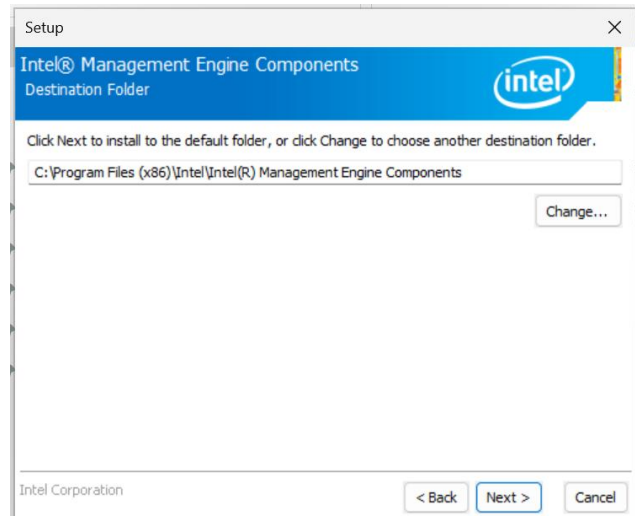 Setup
Intel® Management Engine Components
Destination Folder
intel
Click Next to install to the default folder, or click Change to choose another destination folder.
C:\Program Files (x86)\Intel\Intel(R) Management Engine Components
Change...
Intel Corporation
< Back Next > Cancel